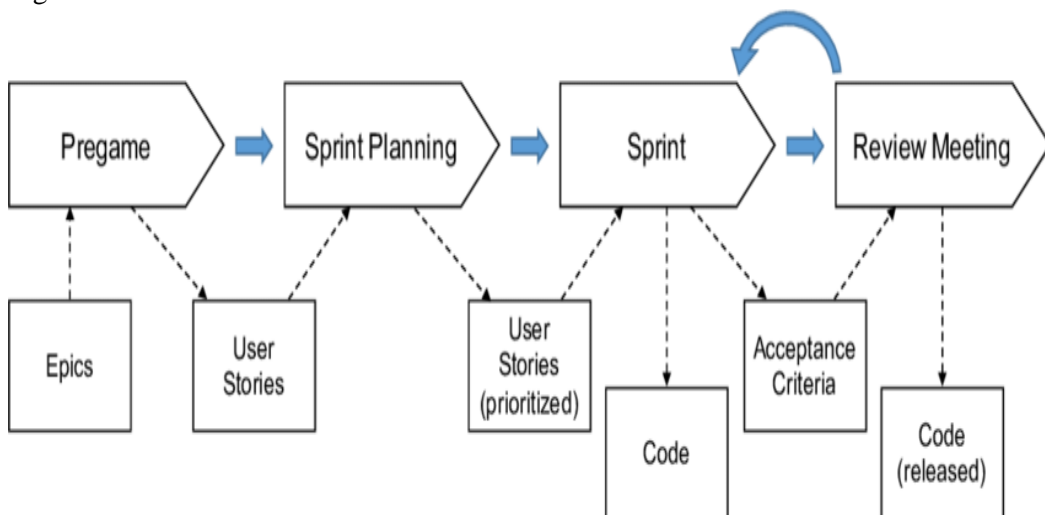 Pregame
Sprint Planning
Sprint
Review Meeting
Epics
User
Stories
User
Stories
(prioritized)
Acceptance
Criteria
Code
Code
(released)